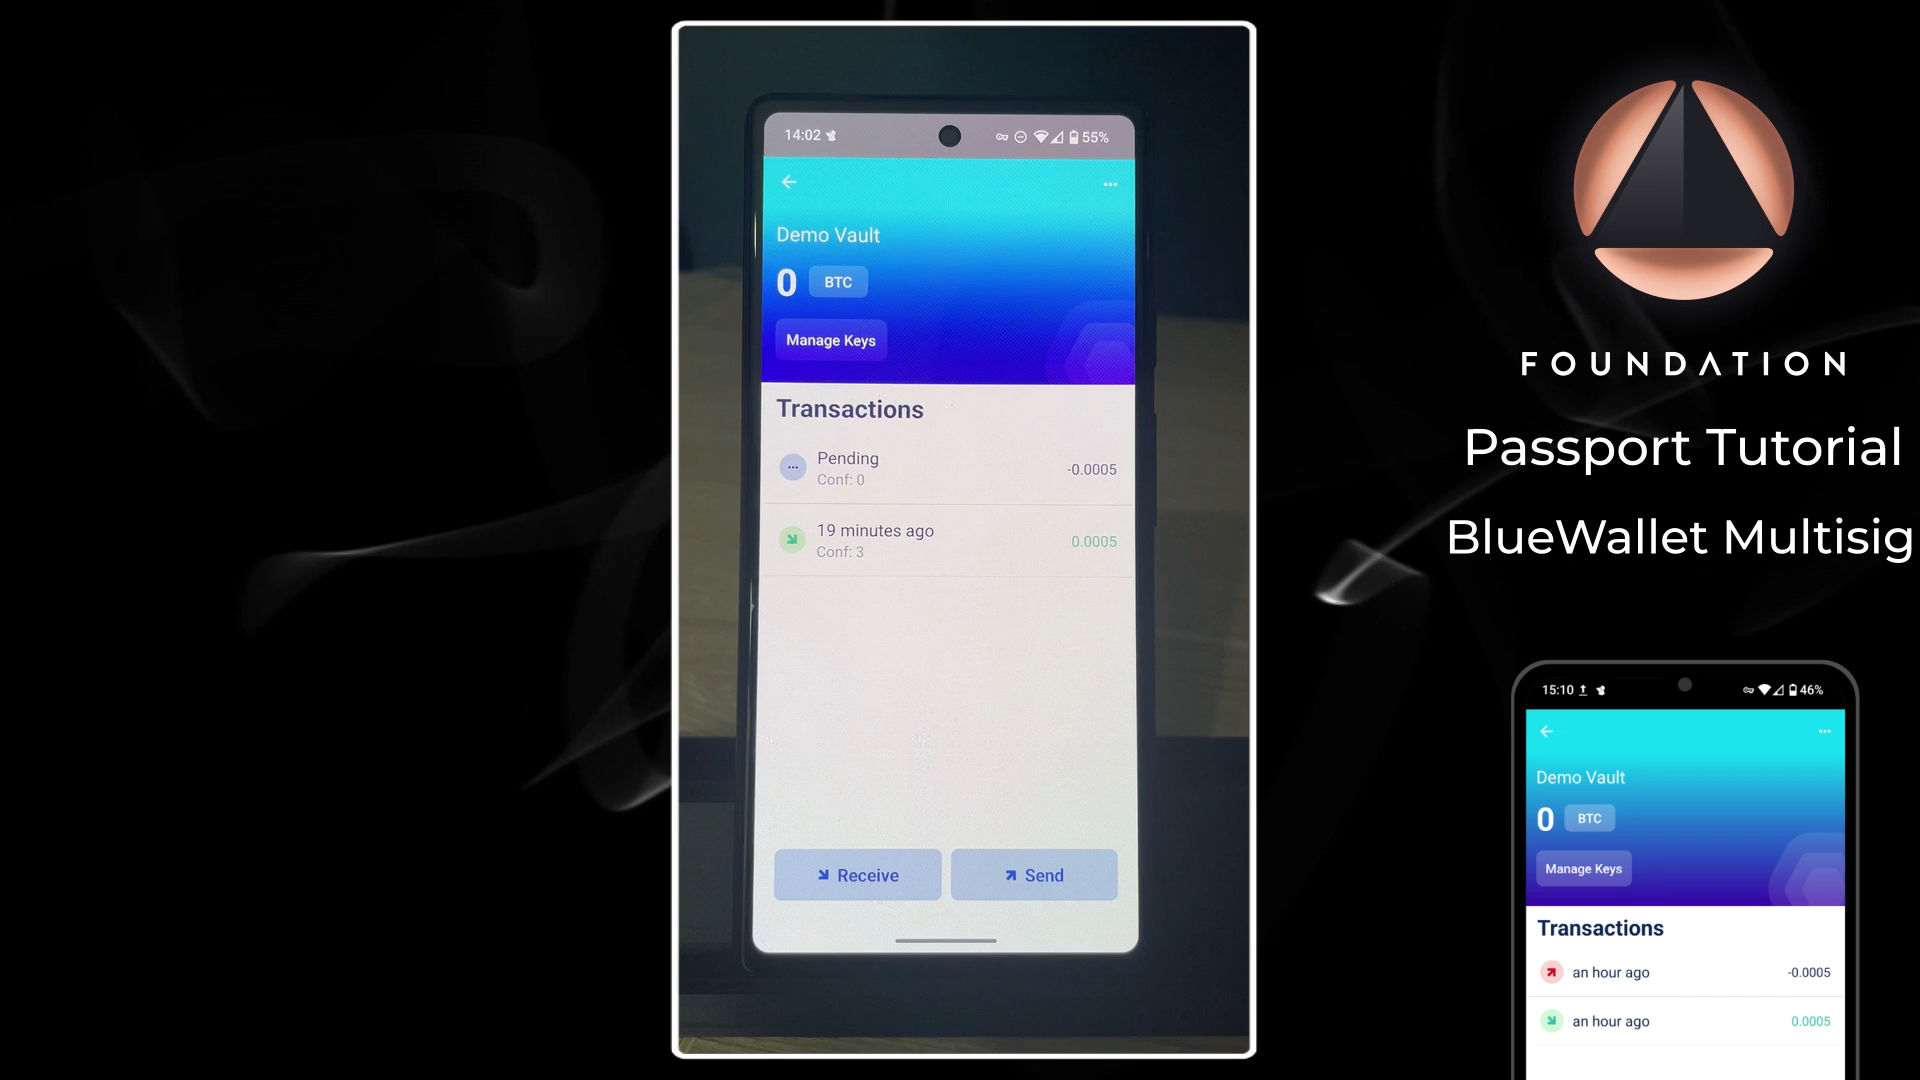 14:02
55%
Demo Vault
0 BTC
Manage Keys
Transactions
Pending
Conf: 0
-0.0005
19 minutes ago
Conf: 3
0.0005
Receive
Send
FOUNDATION
Passport Tutorial
BlueWallet Multisig
15:10
46%
Demo Vault
0 BTC
Manage Keys
Transactions
an hour ago -0.0005
an hour ago 0.0005